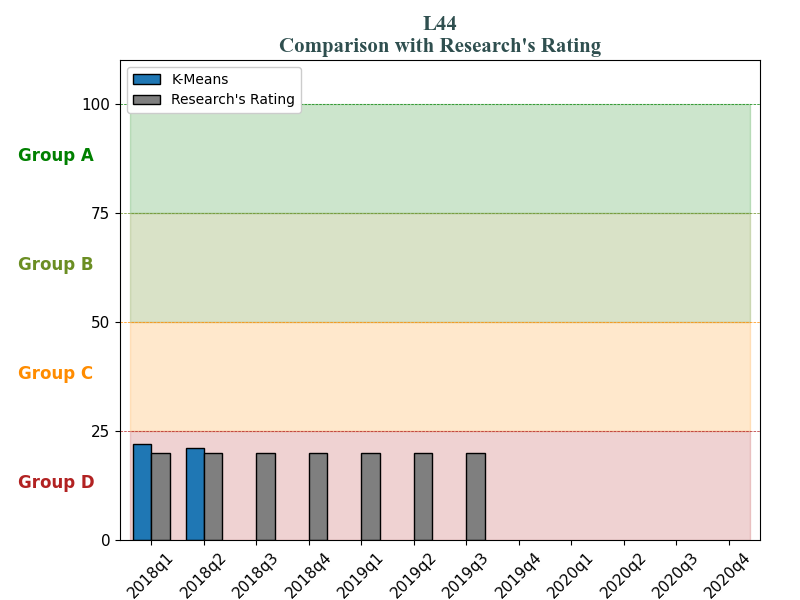 L44
Comparison with Research's Rating
K-Means
Research's Rating
100
Group A
75
Group B
50
Group C
25
Group D
0
2018q1
2018q2
2018q3
2018q4
2019q1
2019q2
2019q3
2019q4
2020q1
2020q2
2020q3
2020q4